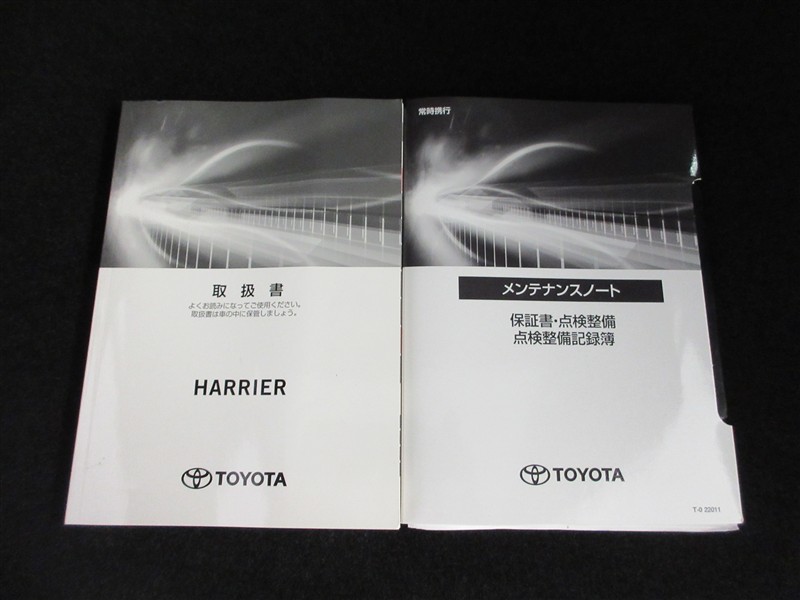 取扱書
よくお読みになってご使用ください。
取扱書は車の中に保管しましょう。
HARRIER
TOYOTA
常時携行
メンテナンスノート
保証書・点検整備
点検整備記録簿
TOYOTA
T-8 22011